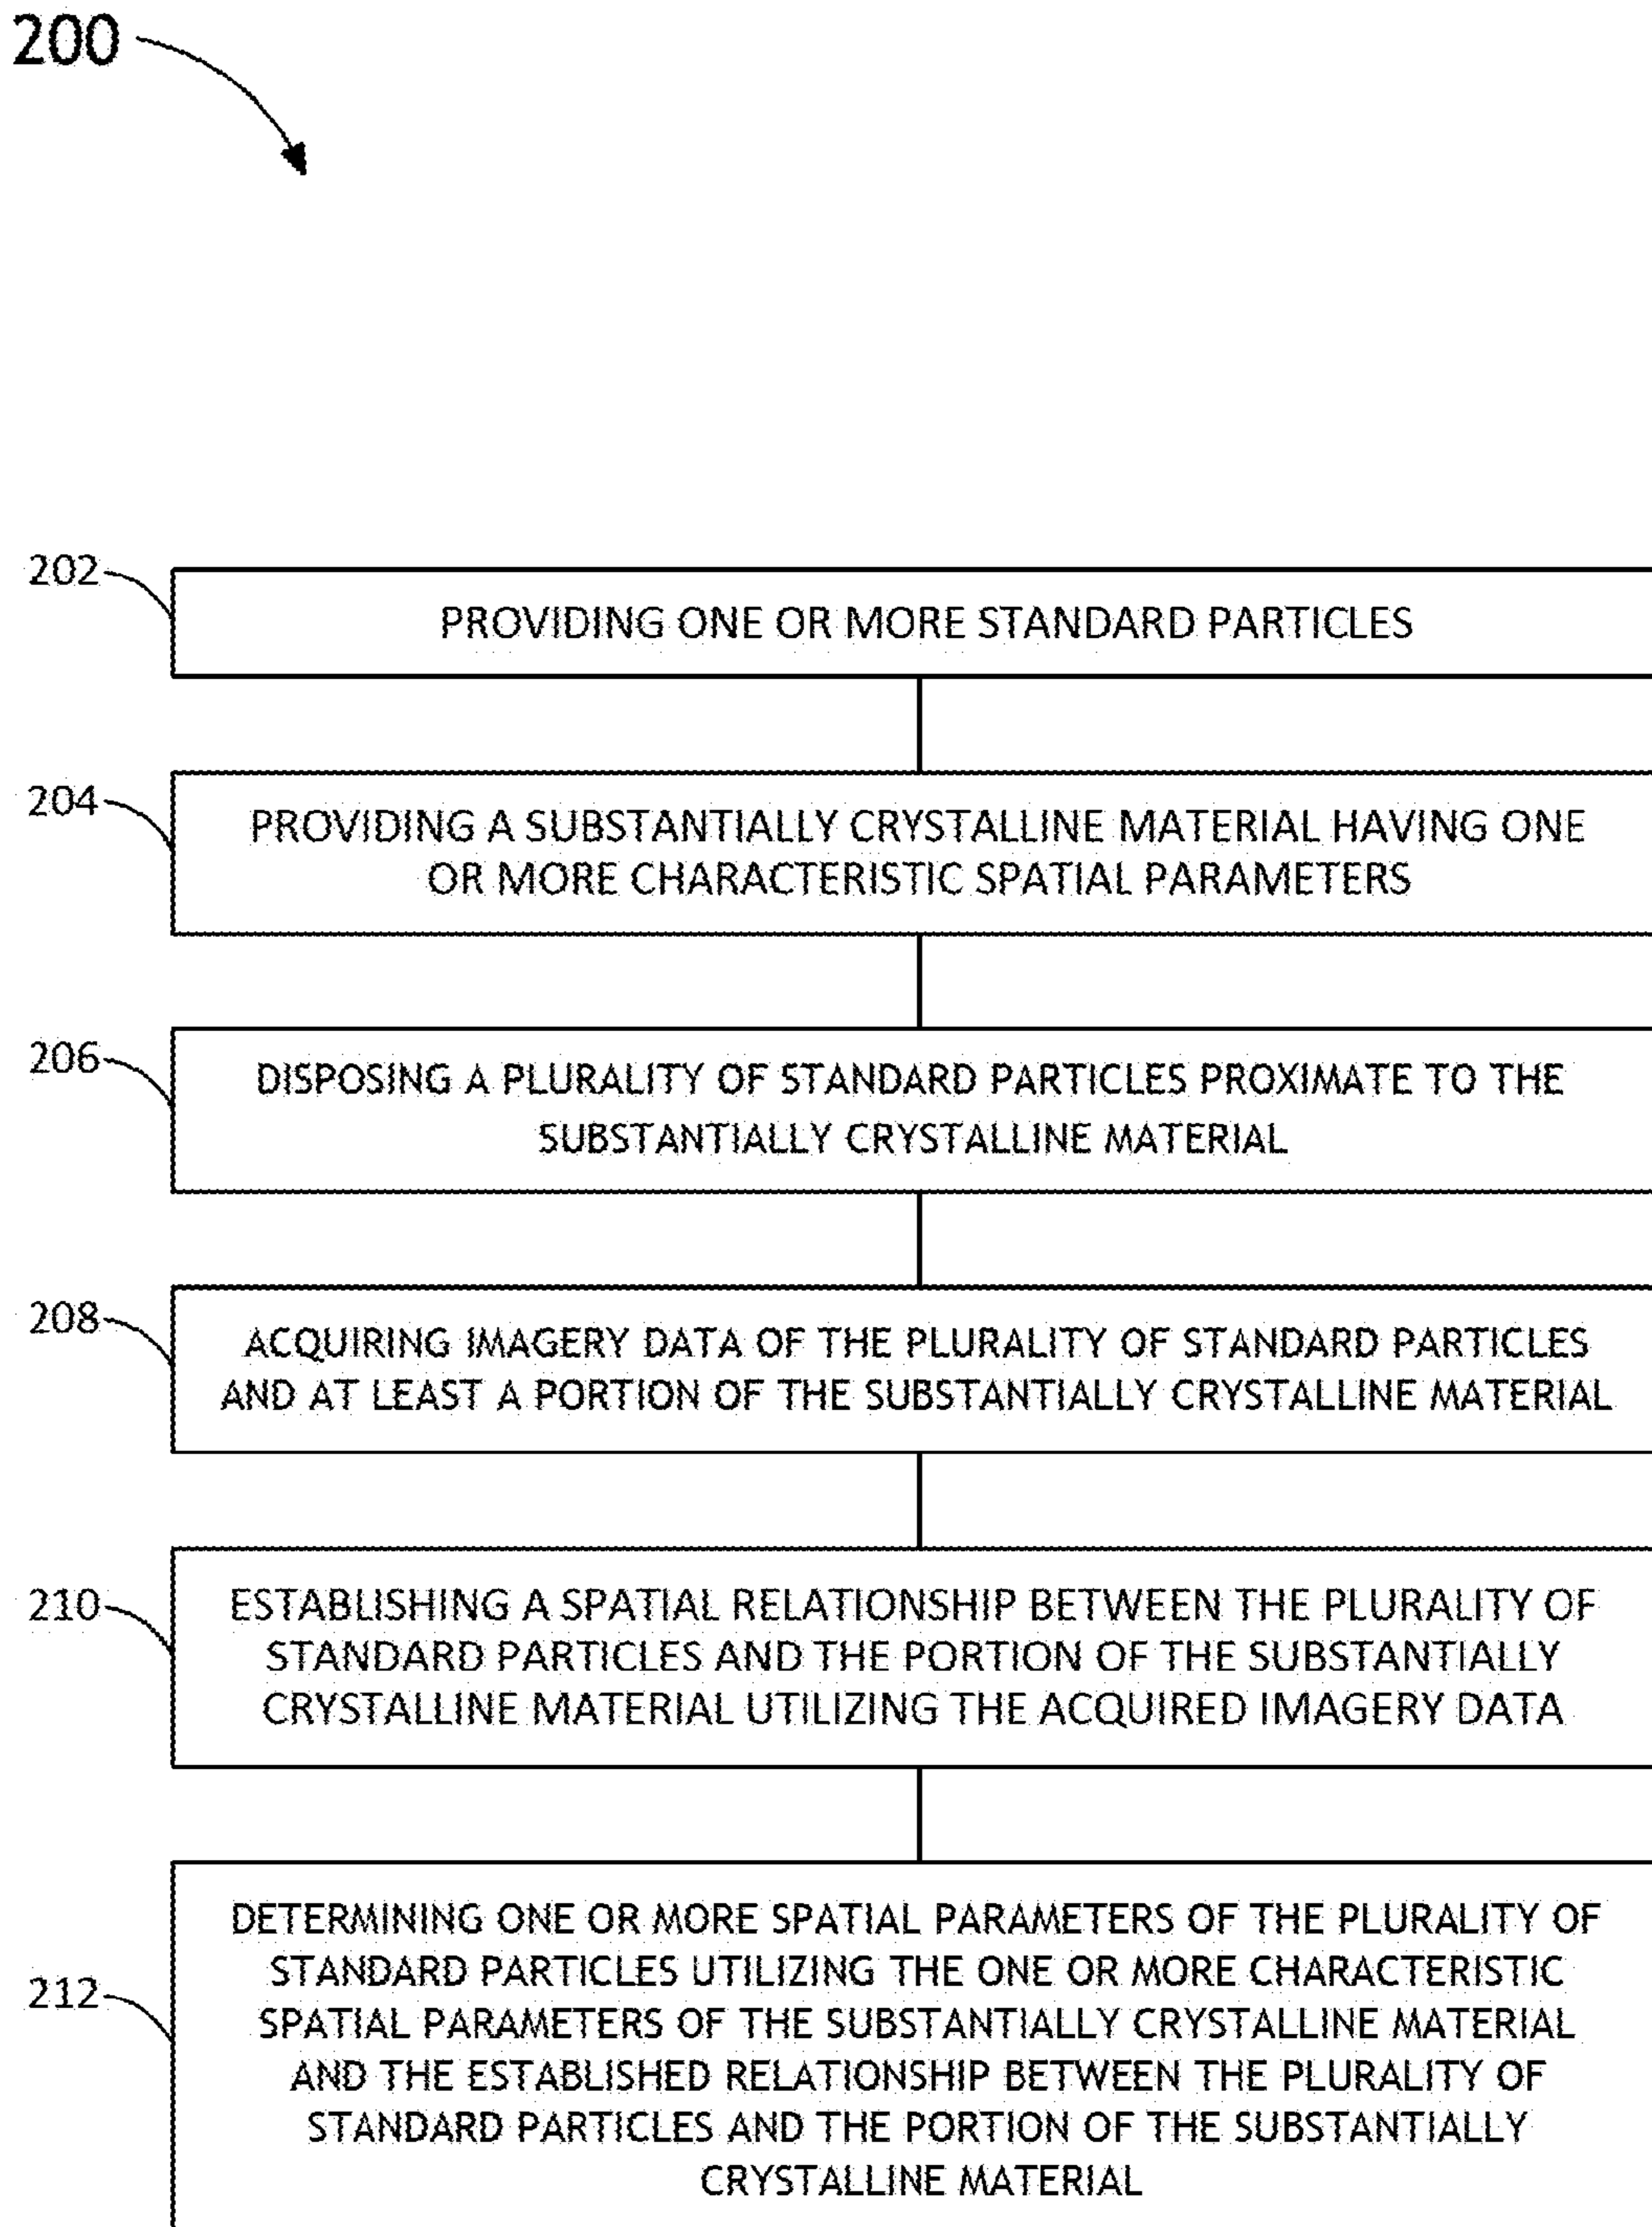 200
202
PROVIDING ONE OR MORE STANDARD PARTICLES
204
PROVIDING A SUBSTANTIALLY CRYSTALLINE MATERIAL HAVING ONE
OR MORE CHARACTERISTIC SPATIAL PARAMETERS
206
DISPOSING A PLURALITY OF STANDARD PARTICLES PROXIMATE TO THE
SUBSTANTIALLY CRYSTALLINE MATERIAL
208
ACQUIRING IMAGERY DATA OF THE PLURALITY OF STANDARD PARTICLES
AND AT LEAST A PORTION OF THE SUBSTANTIALLY CRYSTALLINE MATERIAL
210
ESTABLISHING A SPATIAL RELATIONSHIP BETWEEN THE PLURALITY OF
STANDARD PARTICLES AND THE PORTION OF THE SUBSTANTIALLY
CRYSTALLINE MATERIAL UTILIZING THE ACQUIRED IMAGERY DATA
212
DETERMINING ONE OR MORE SPATIAL PARAMETERS OF THE PLURALITY OF
STANDARD PARTICLES UTILIZING THE ONE OR MORE CHARACTERISTIC
SPATIAL PARAMETERS OF THE SUBSTANTIALLY CRYSTALLINE MATERIAL
AND THE ESTABLISHED RELATIONSHIP BETWEEN THE PLURALITY OF
STANDARD PARTICLES AND THE PORTION OF THE SUBSTANTIALLY
CRYSTALLINE MATERIAL